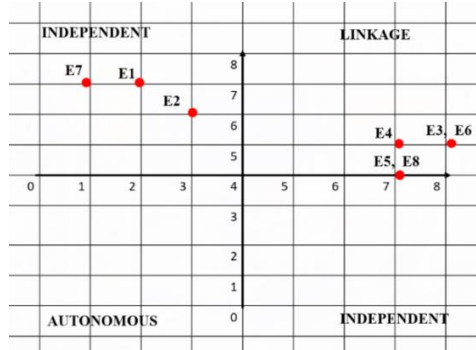 INDEPENDENT
LINKAGE
8
E7
E1
7
E2
6
E4
E3, E6
5
E5, E8
0
1
2
3
4
5
6
7
8
3
2
1
0
AUTONOMOUS
INDEPENDENT